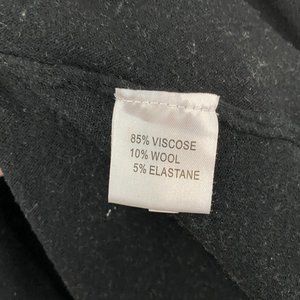 85% VISCOSE
10% WOOL
5% ELASTANE